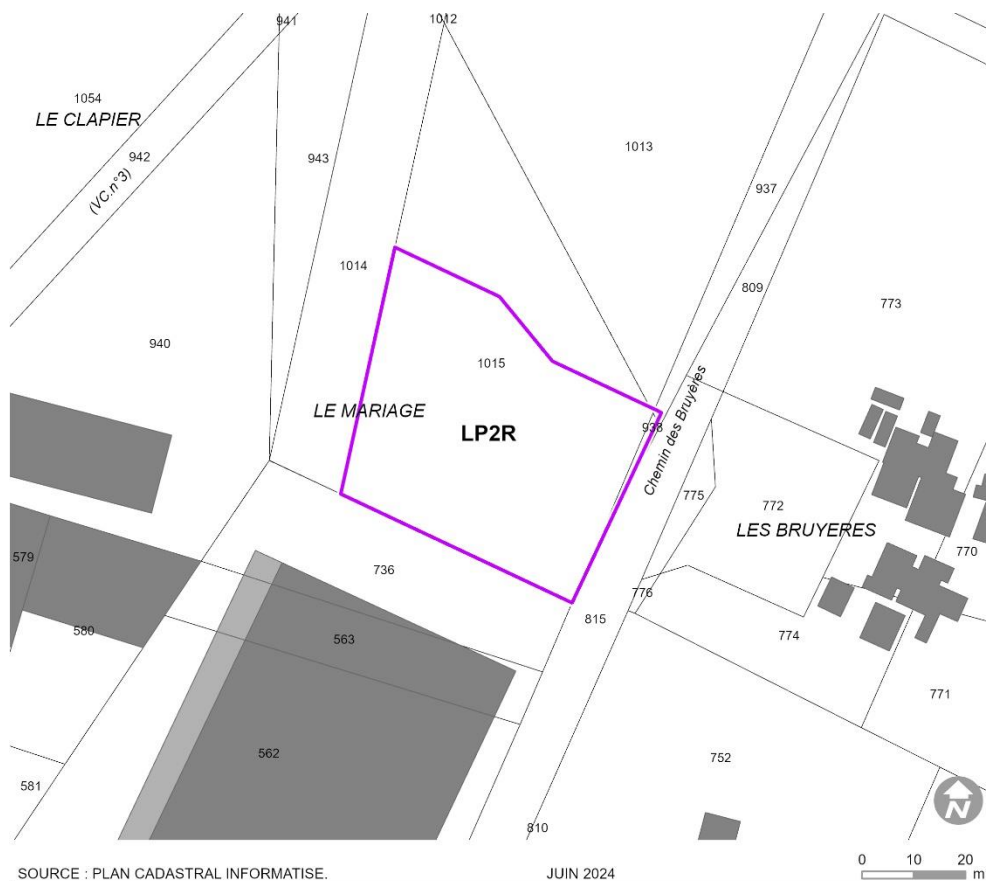 941
1012
1054
LE CLAPIER
942
(VC.n°3)
943
1013
937
1014
809
773
940
1015
LE MARIAGE
LP2R
938
Chemin des Bruyères
775
772
LES BRUYERES
579
736
770
776
580
563
815
774
771
562
752
581
810
N
SOURCE : PLAN CADASTRAL INFORMATISE.
JUIN 2024
0 10 20
m